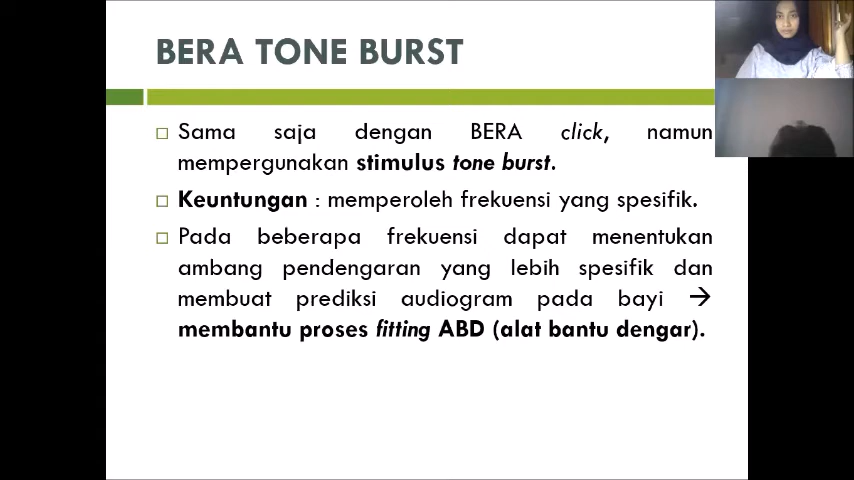 BERA TONE BURST
Sama saja dengan BERA click, namun
mempergunakan stimulus tone burst.
Keuntungan : memperoleh frekuensi yang spesifik.
Pada beberapa frekuensi dapat menentukan
ambang pendengaran yang lebih spesifik dan
membuat prediksi audiogram pada bayi →
membantu proses fitting ABD (alat bantu dengar).